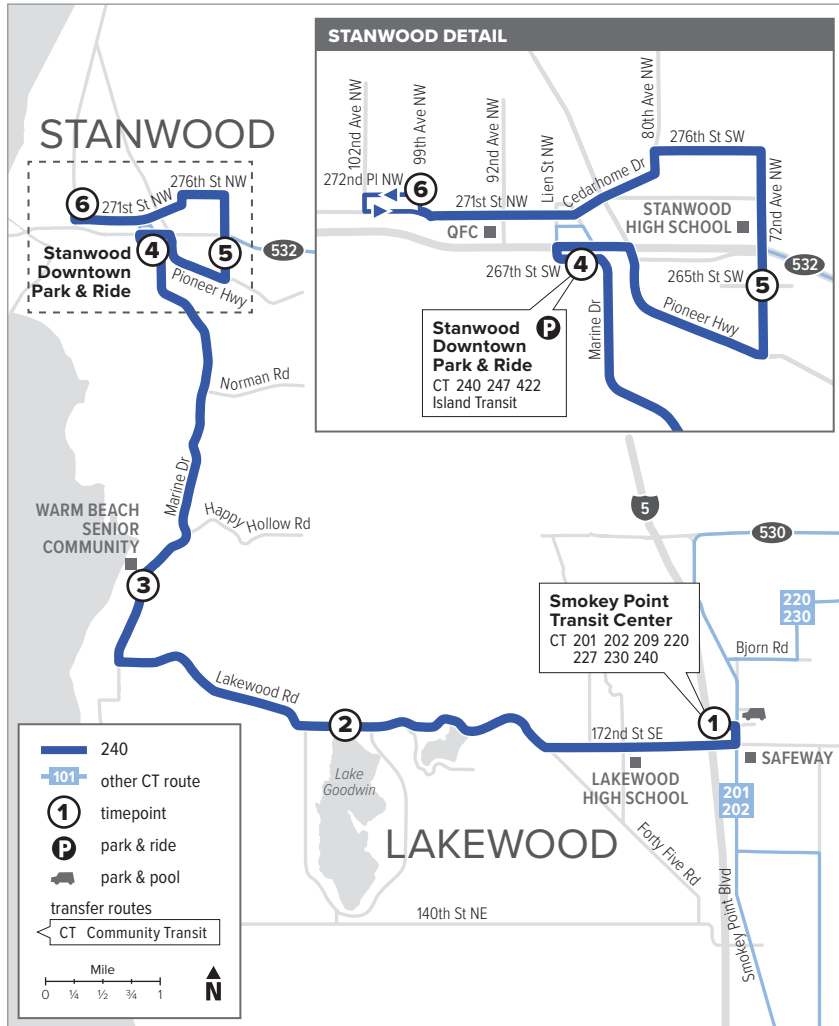 STANWOOD DETAIL
102nd Ave NW
99th Ave NW
92nd Ave NW
Lien St NW
80th Ave NW
276th St SW
Cedarhome Dr
272nd Pl NW
6
271st St NW
QFC
STANWOOD
HIGH SCHOOL
72nd Ave NW
532
267th St SW
4
265th St SW
5
Pioneer Hwy
Marine Dr
Stanwood
Downtown
Park & Ride
P
CT 240 247 422
Island Transit
STANWOOD
276th St NW
6
271st St NW
Stanwood
Downtown
Park & Ride
4
5
532
Pioneer Hwy
Norman Rd
Marine Dr
WARM BEACH
SENIOR
COMMUNITY
Happy Hollow Rd
3
5
530
220
230
Smokey Point
Transit Center
CT 201 202 209 220
227 230 240
Bjorn Rd
Lakewood Rd
2
1
172nd St SE
SAFEWAY
Lake
Goodwin
LAKEWOOD
HIGH SCHOOL
201
202
LAKEWOOD
Forty Five Rd
140th St NE
Smokey Point Blvd
240
101 other CT route
1 timepoint
P park & ride
park & pool
transfer routes
CT Community Transit
Mile
0 ¼ ½ ¾ 1
N